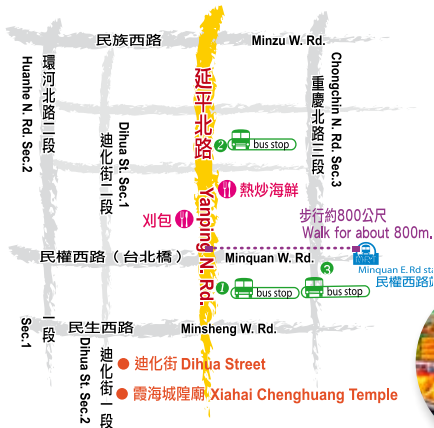 民族西路 Minzu W. Rd.
環河北路二段
Huanhe N. Rd. Sec.2
迪化街二段
Dihua St. Sec.1
延平北路
Yanping N. Rd.
Chongchin N. Rd. Sec.3
重慶北路三段
2 bus stop
熱炒海鮮
刈包
步行約800公尺
Walk for about 800m.
民權西路（台北橋） Minquan W. Rd.
Minquan E. Rd sta
民權西路
3
1 bus stop
bus stop
一段
Sec.1
民生西路 Minsheng W. Rd.
迪化街一段
Dihua St. Sec.2
迪化街 Dihua Street
霞海城隍廟 Xiahai Chenghuang Temple